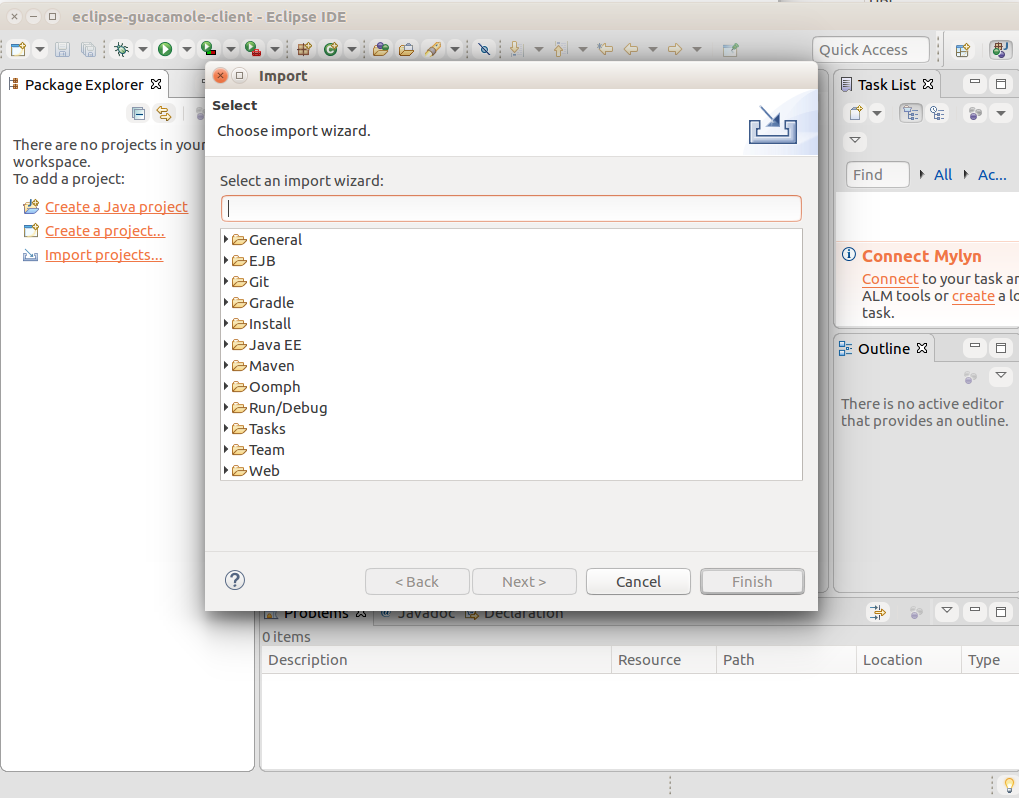 eclipse-guacamole-client - Eclipse IDE
Quick Access
Package Explorer
There are no projects in your
workspace.
To add a project:
Create a Java project
Create a project...
Import projects...
Import
Select
Choose import wizard.
Select an import wizard:
General
EJB
Git
Gradle
Install
Java EE
Maven
Oomph
Run/Debug
Tasks
Team
Web
?
< Back
Next >
Cancel
Finish
Task List
Find
All
Ac...
Connect Mylyn
Connect to your task
ALM tools or create a
task.
Outline
There is no active editor
that provides an outline.
Problems
Javadoc
Declaration
0 items
Description
Resource
Path
Location
Type